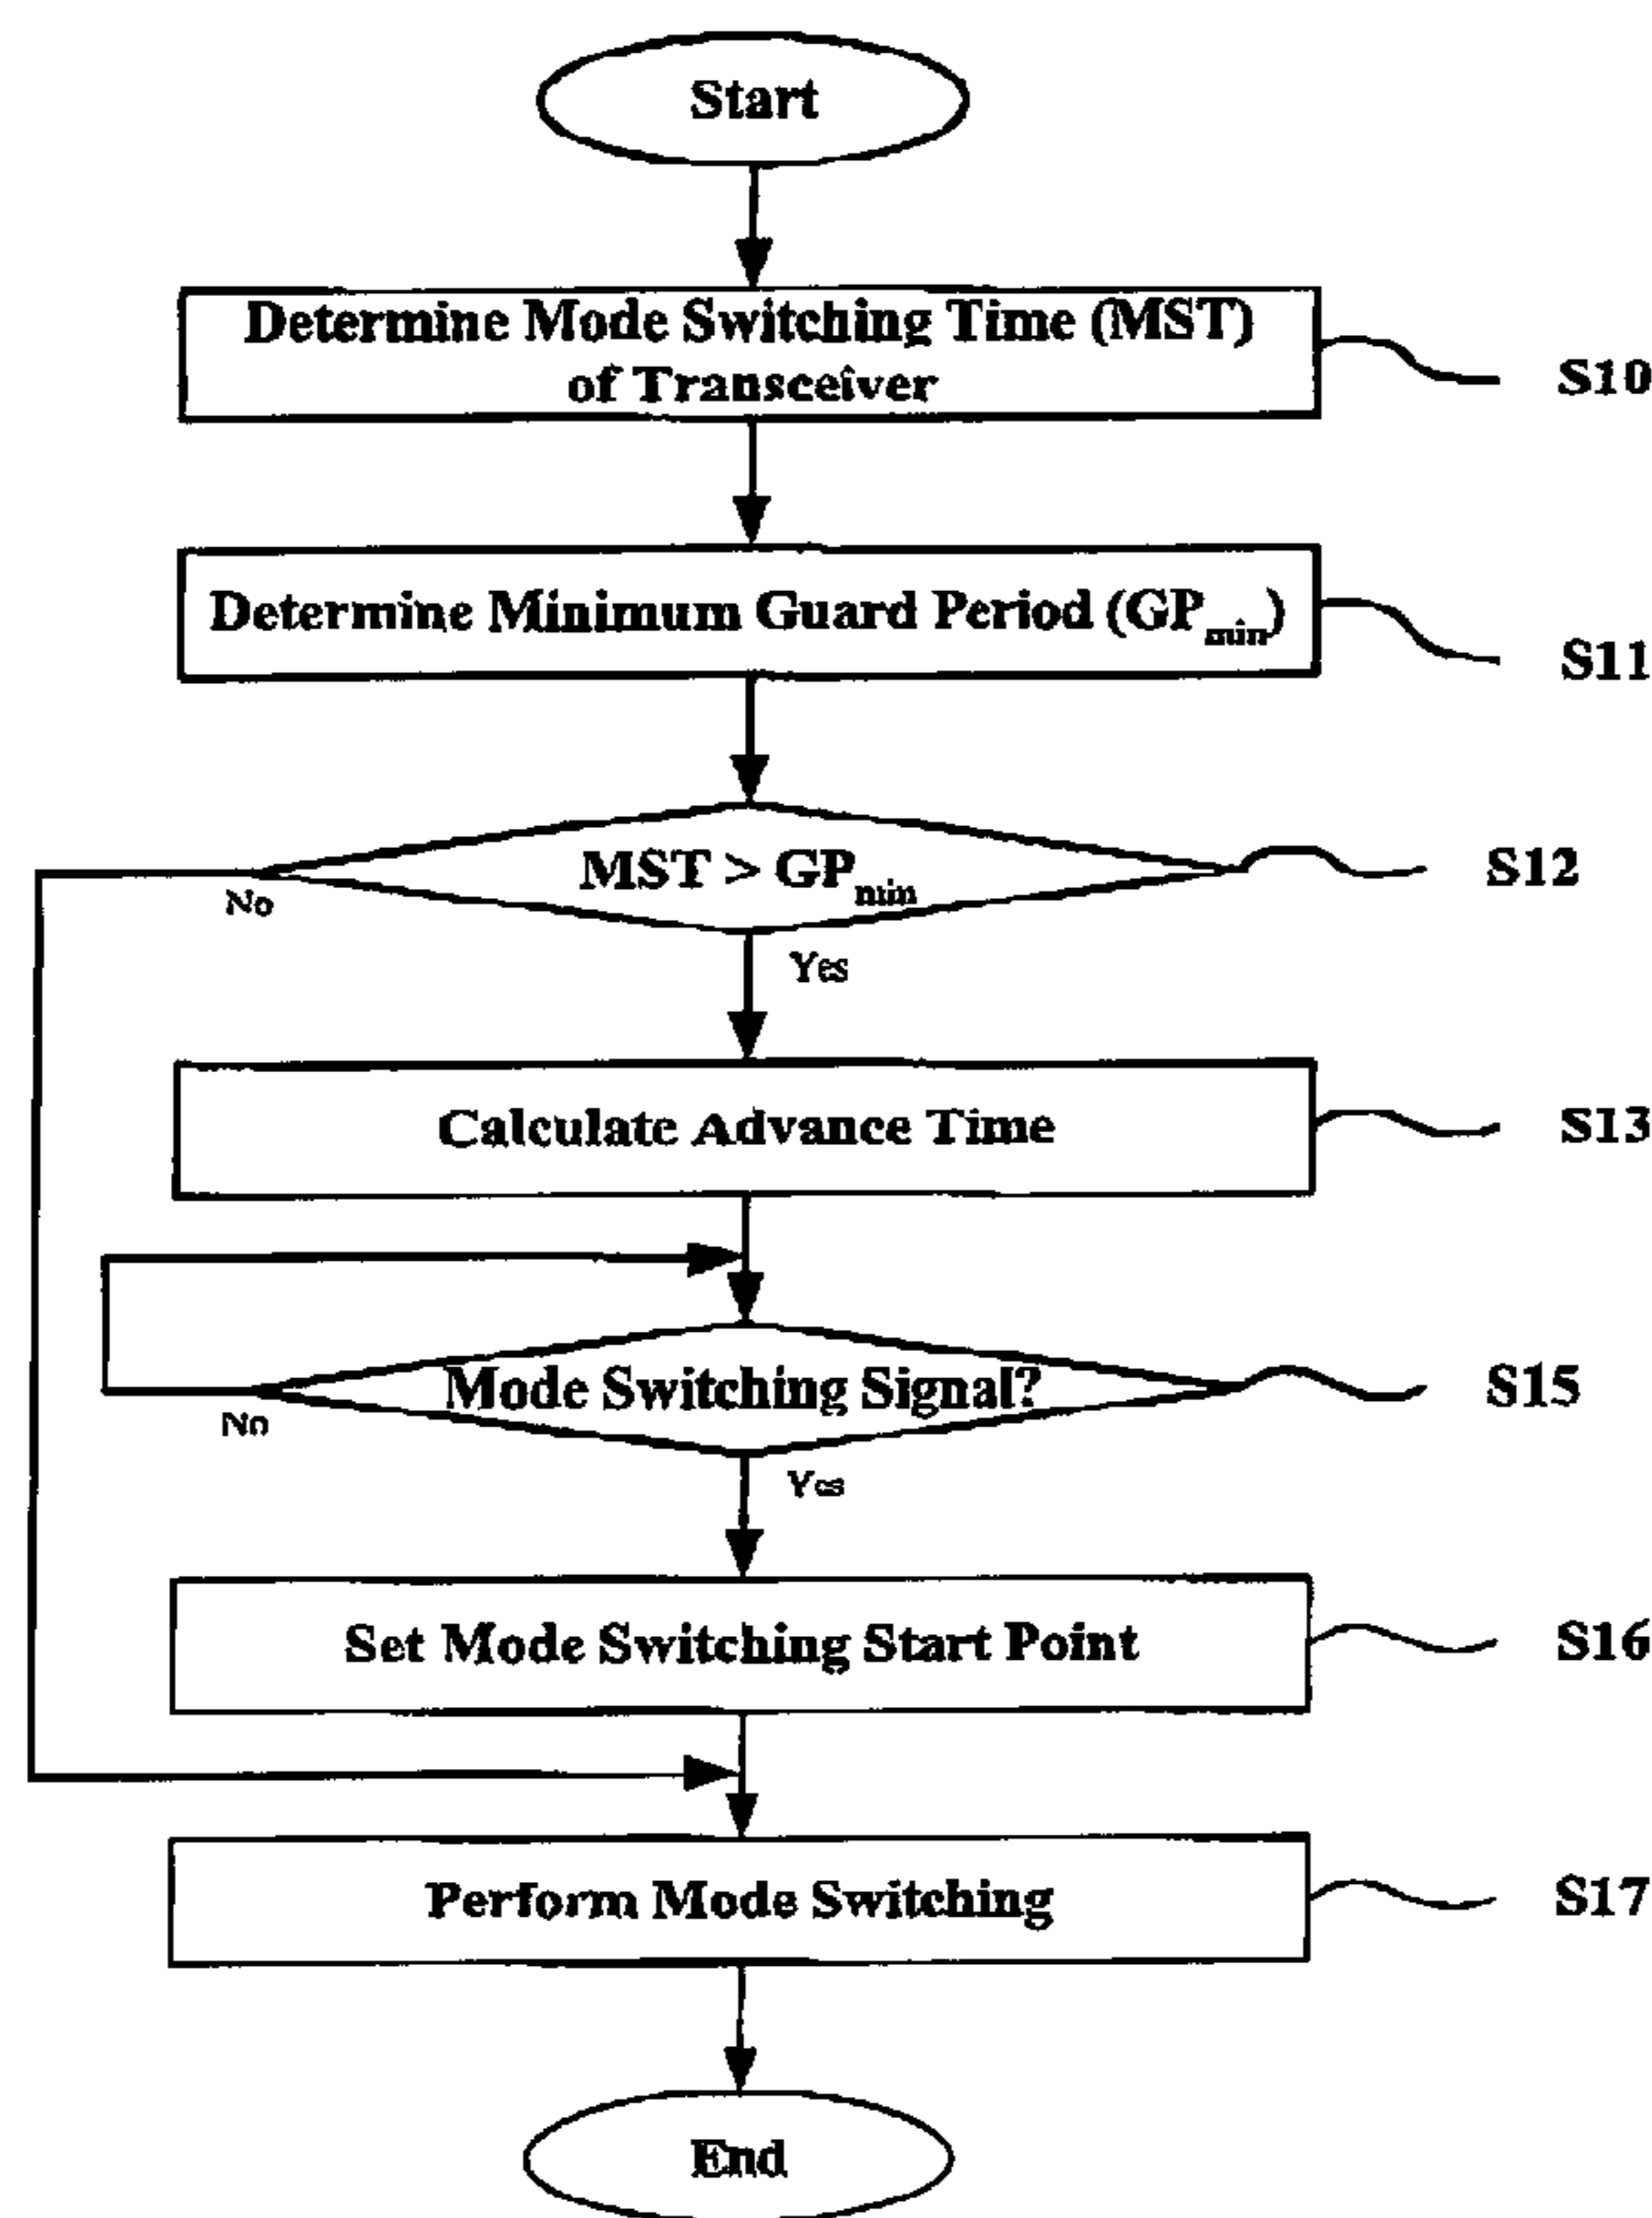 Start
Determine Mode Switching Time (MST)
of Transceiver
S10
Determine Minimum Guard Period (GPmin)
S11
MST > GPmin
S12
No
Yes
Calculate Advance Time
S13
Mode Switching Signal?
S15
No
Yes
Set Mode Switching Start Point
S16
Perform Mode Switching
S17
End